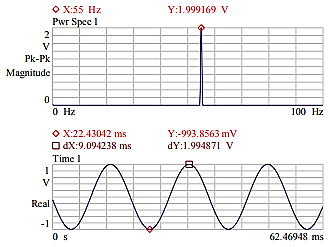 X:55 Hz Y:1.999169 V
Pwr Spec 1
2
V
Pk-Pk
Magnitude
0
0 Hz 100 Hz
X:22.43042 ms Y:-993.8563 mV
dX:9.094238 ms dY:1.994871 V
Time 1
1
V
Real
-1
0 s 62.46948 ms